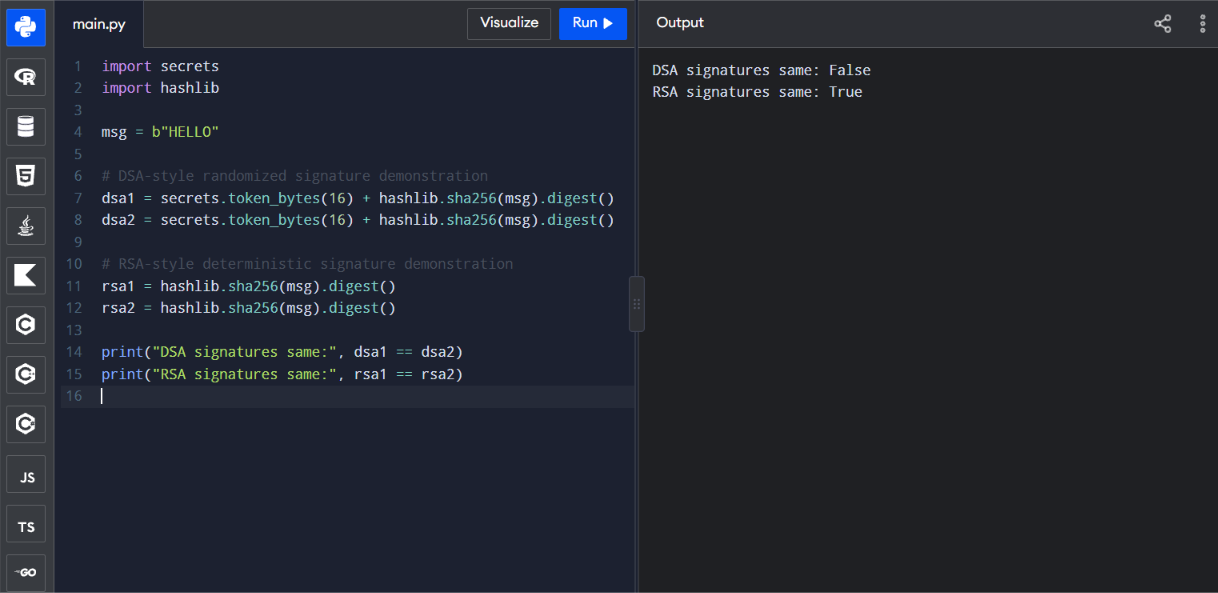 main.py
Visualize
Run
Output
1 import secrets
2 import hashlib
3
4 msg = b"HELLO"
5
6 # DSA-style randomized signature demonstration
7 dsa1 = secrets.token_bytes(16) + hashlib.sha256(msg).digest()
8 dsa2 = secrets.token_bytes(16) + hashlib.sha256(msg).digest()
9
10 # RSA-style deterministic signature demonstration
11 rsa1 = hashlib.sha256(msg).digest()
12 rsa2 = hashlib.sha256(msg).digest()
13
14 print("DSA signatures same:", dsa1 == dsa2)
15 print("RSA signatures same:", rsa1 == rsa2)
16
DSA signatures same: False
RSA signatures same: True
R
5
C
C
C
JS
TS
GO